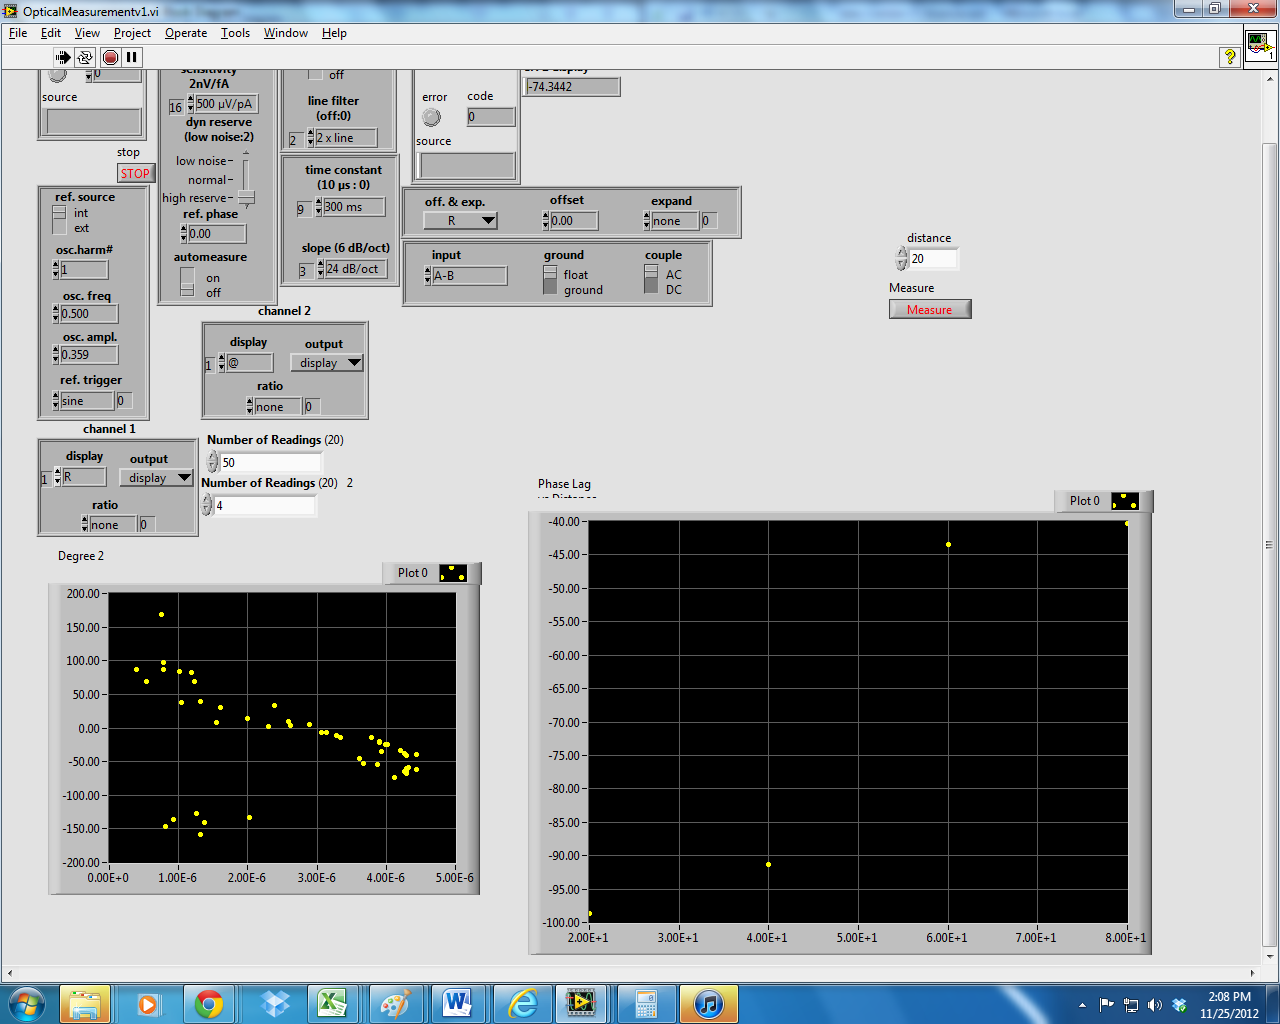 OpticalMeasurementv1.vi
File Edit View Project Operate Tools Window Help
1
0
source
sensitivity
2nV/fA
16 500 µV/pA
dyn reserve
(low noise:2)
low noise
normal
high reserve
ref. phase
0.00
automeasure
on
off
off
line filter
(off:0)
2 2 x line
time constant
(10 µs : 0)
9 300 ms
slope (6 dB/oct)
3 24 dB/oct
error code
0
source
display
-74.3442
stop
STOP
ref. source
int
ext
osc.harm#
1
osc. freq
0.500
osc. ampl.
0.359
ref. trigger
sine 0
off. & exp. offset expand
R 0.00 none 0
input ground couple
A-B float AC
ground DC
distance
20
Measure
Measure
channel 2
display output
1 @ display
ratio
none 0
channel 1
display output
1 R display
ratio
none 0
Number of Readings (20)
50
Number of Readings (20) 2
4
Degree 2
Plot 0
200.00
150.00
100.00
50.00
0.00
-50.00
-100.00
-150.00
-200.00
0.00E+0 1.00E-6 2.00E-6 3.00E-6 4.00E-6 5.00E-6
Phase Lag
vs Distance
Plot 0
-40.00
-45.00
-50.00
-55.00
-60.00
-65.00
-70.00
-75.00
-80.00
-85.00
-90.00
-95.00
-100.00
2.00E+1 3.00E+1 4.00E+1 5.00E+1 6.00E+1 7.00E+1 8.00E+1
2:08 PM
11/25/2012